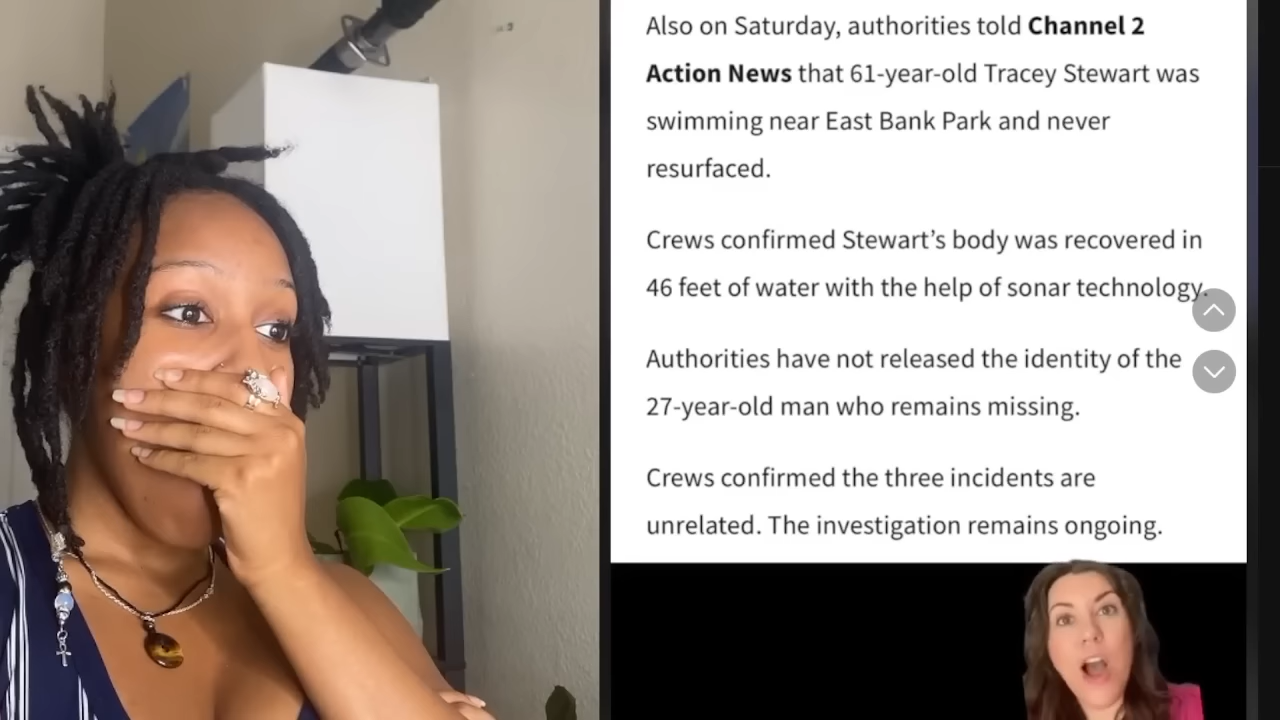 Also on Saturday, authorities told Channel 2
Action News that 61-year-old Tracey Stewart was
swimming near East Bank Park and never
resurfaced.
Crews confirmed Stewart’s body was recovered in
46 feet of water with the help of sonar technology.
Authorities have not released the identity of the
27-year-old man who remains missing.
Crews confirmed the three incidents are
unrelated. The investigation remains ongoing.